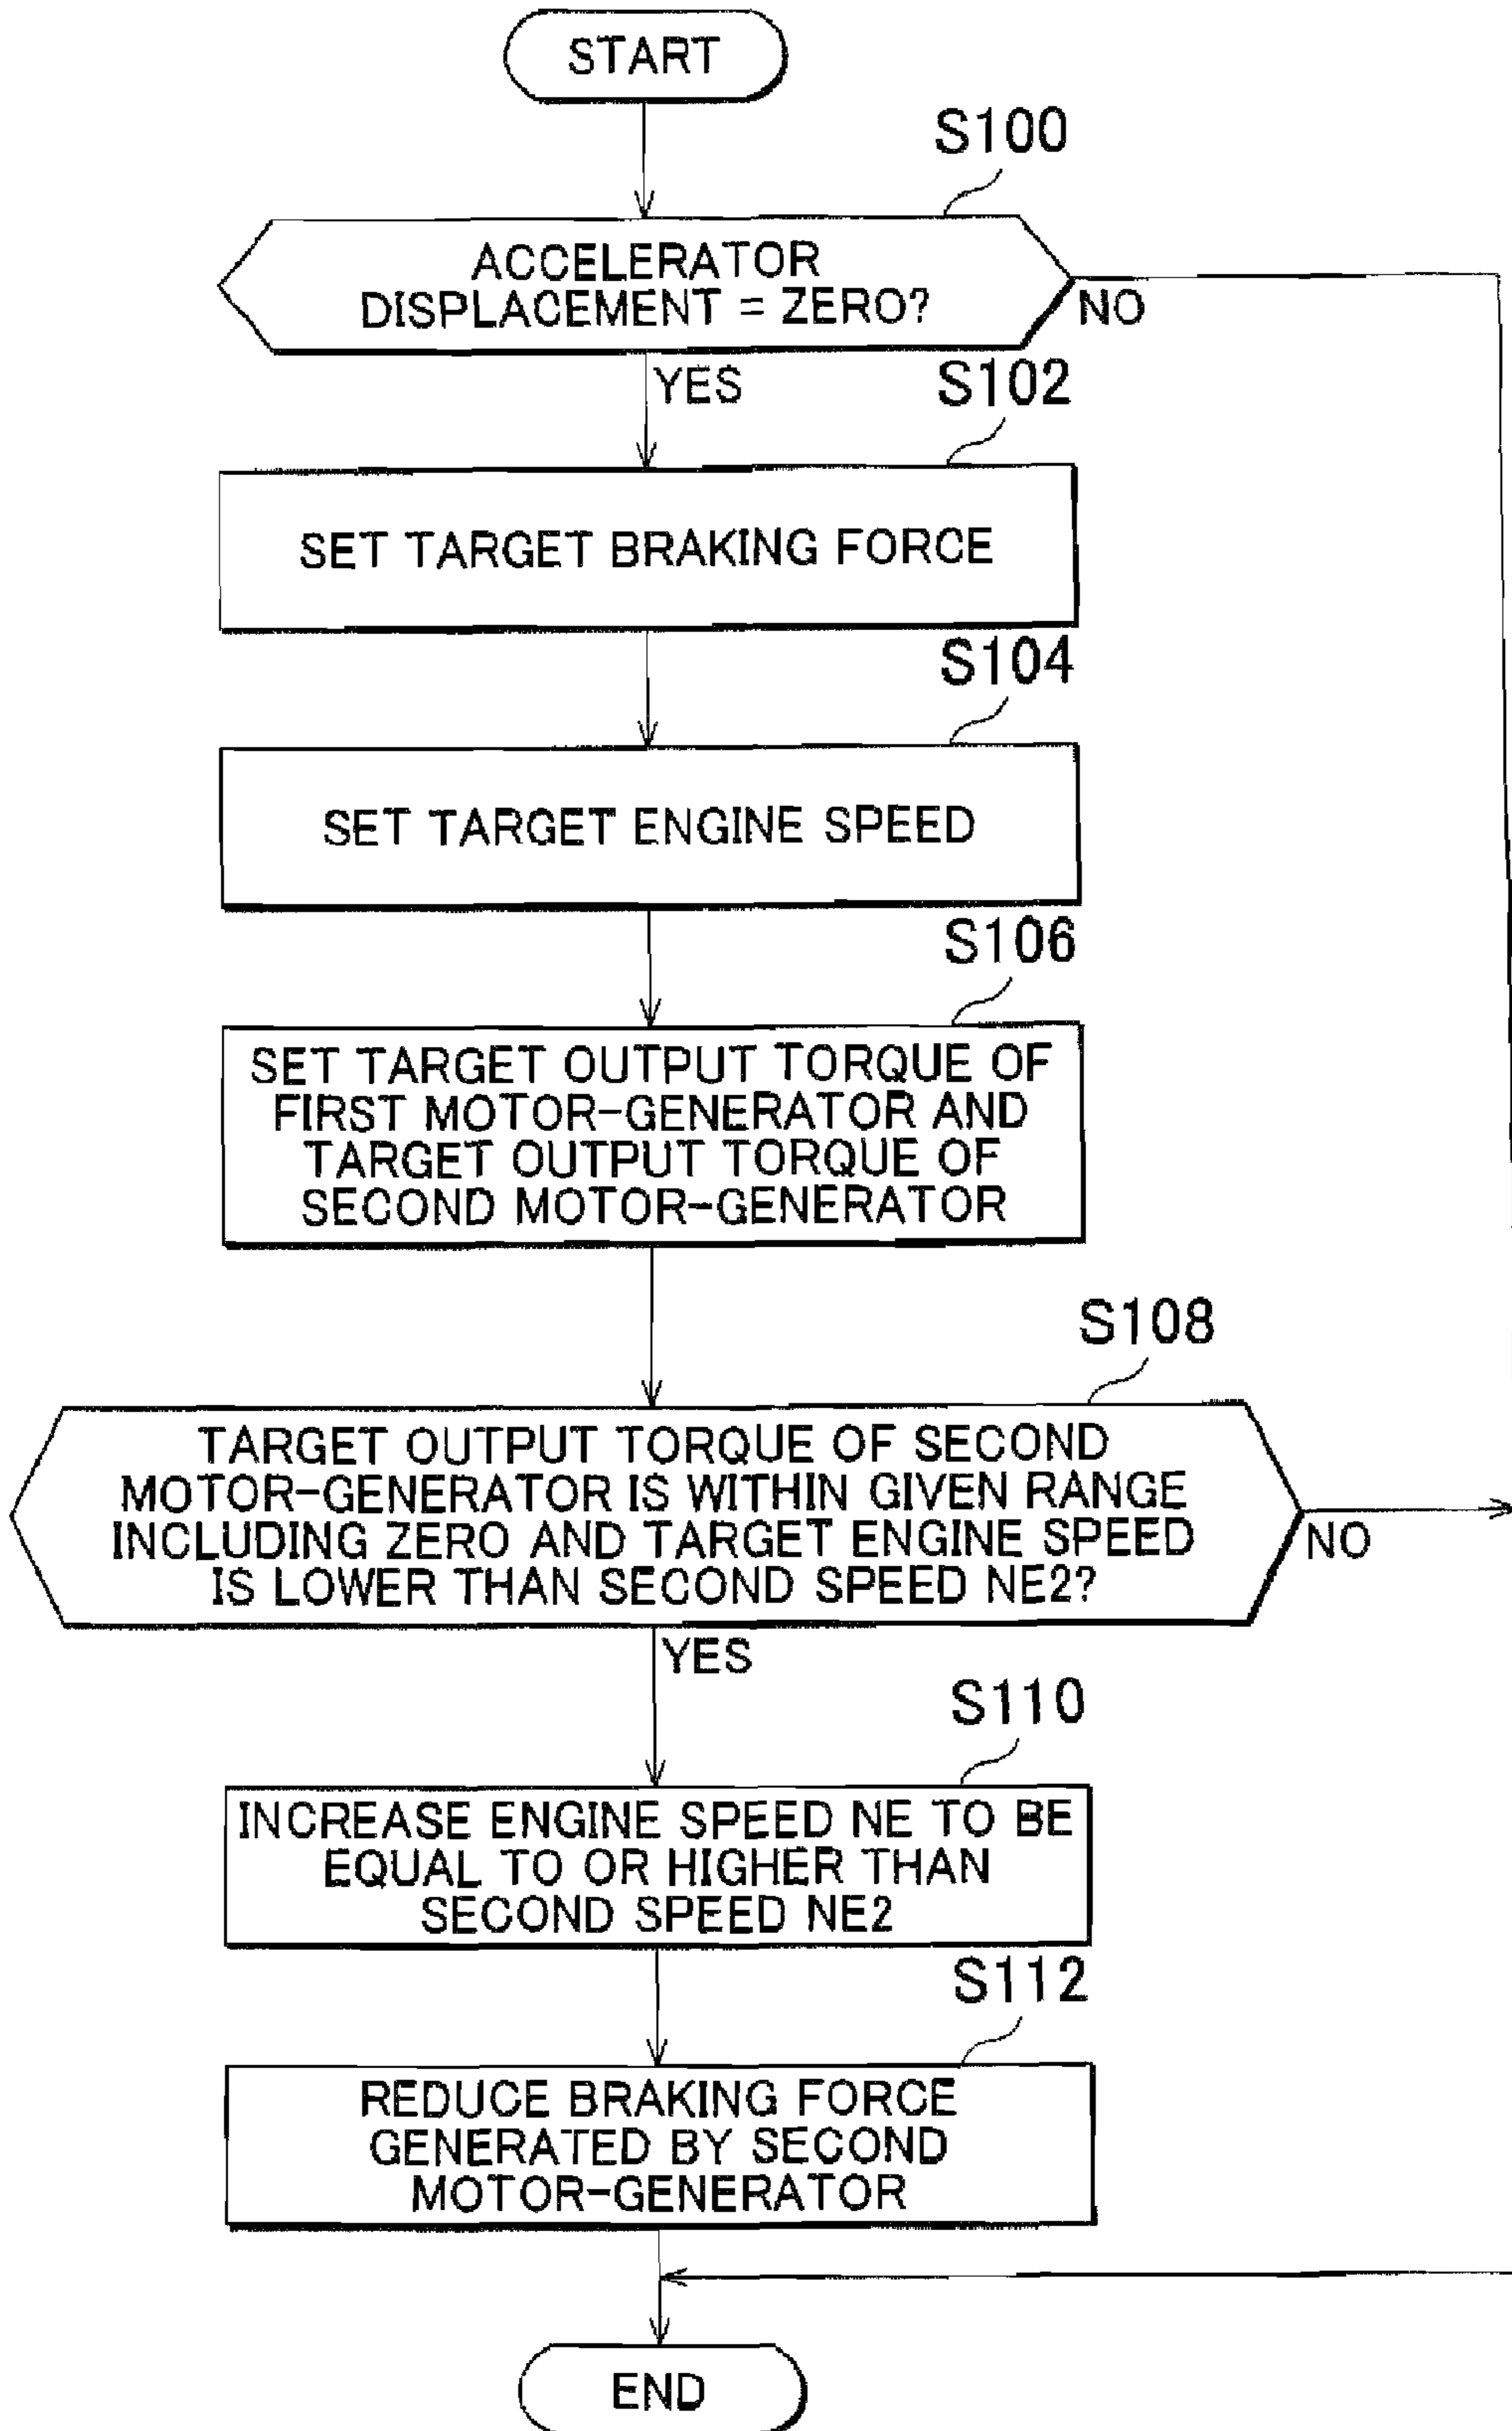 START
S100
ACCELERATOR
DISPLACEMENT = ZERO?
NO
YES
S102
SET TARGET BRAKING FORCE
S104
SET TARGET ENGINE SPEED
S106
SET TARGET OUTPUT TORQUE OF
FIRST MOTOR-GENERATOR AND
TARGET OUTPUT TORQUE OF
SECOND MOTOR-GENERATOR
S108
TARGET OUTPUT TORQUE OF SECOND
MOTOR-GENERATOR IS WITHIN GIVEN RANGE
INCLUDING ZERO AND TARGET ENGINE SPEED
IS LOWER THAN SECOND SPEED NE2?
NO
YES
S110
INCREASE ENGINE SPEED NE TO BE
EQUAL TO OR HIGHER THAN
SECOND SPEED NE2
S112
REDUCE BRAKING FORCE
GENERATED BY SECOND
MOTOR-GENERATOR
END